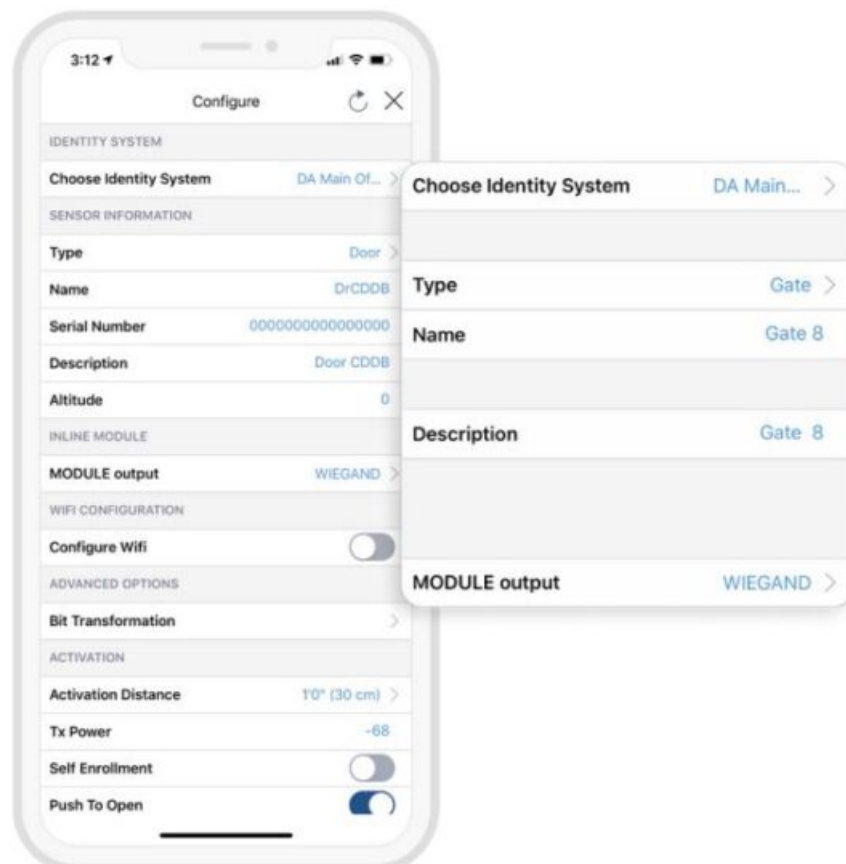 3:12
Configure
IDENTITY SYSTEM
Choose Identity System DA Main Of...
SENSOR INFORMATION
Type Door
Name DrCDDB
Serial Number 0000000000000000
Description Door CDDB
Altitude 0
INLINE MODULE
MODULE output WIEGAND
WIFI CONFIGURATION
Configure Wifi
ADVANCED OPTIONS
Bit Transformation
ACTIVATION
Activation Distance 1'0" (30 cm)
Tx Power -68
Self Enrollment
Push To Open
Choose Identity System DA Main...
Type Gate
Name Gate 8
Description Gate 8
MODULE output WIEGAND